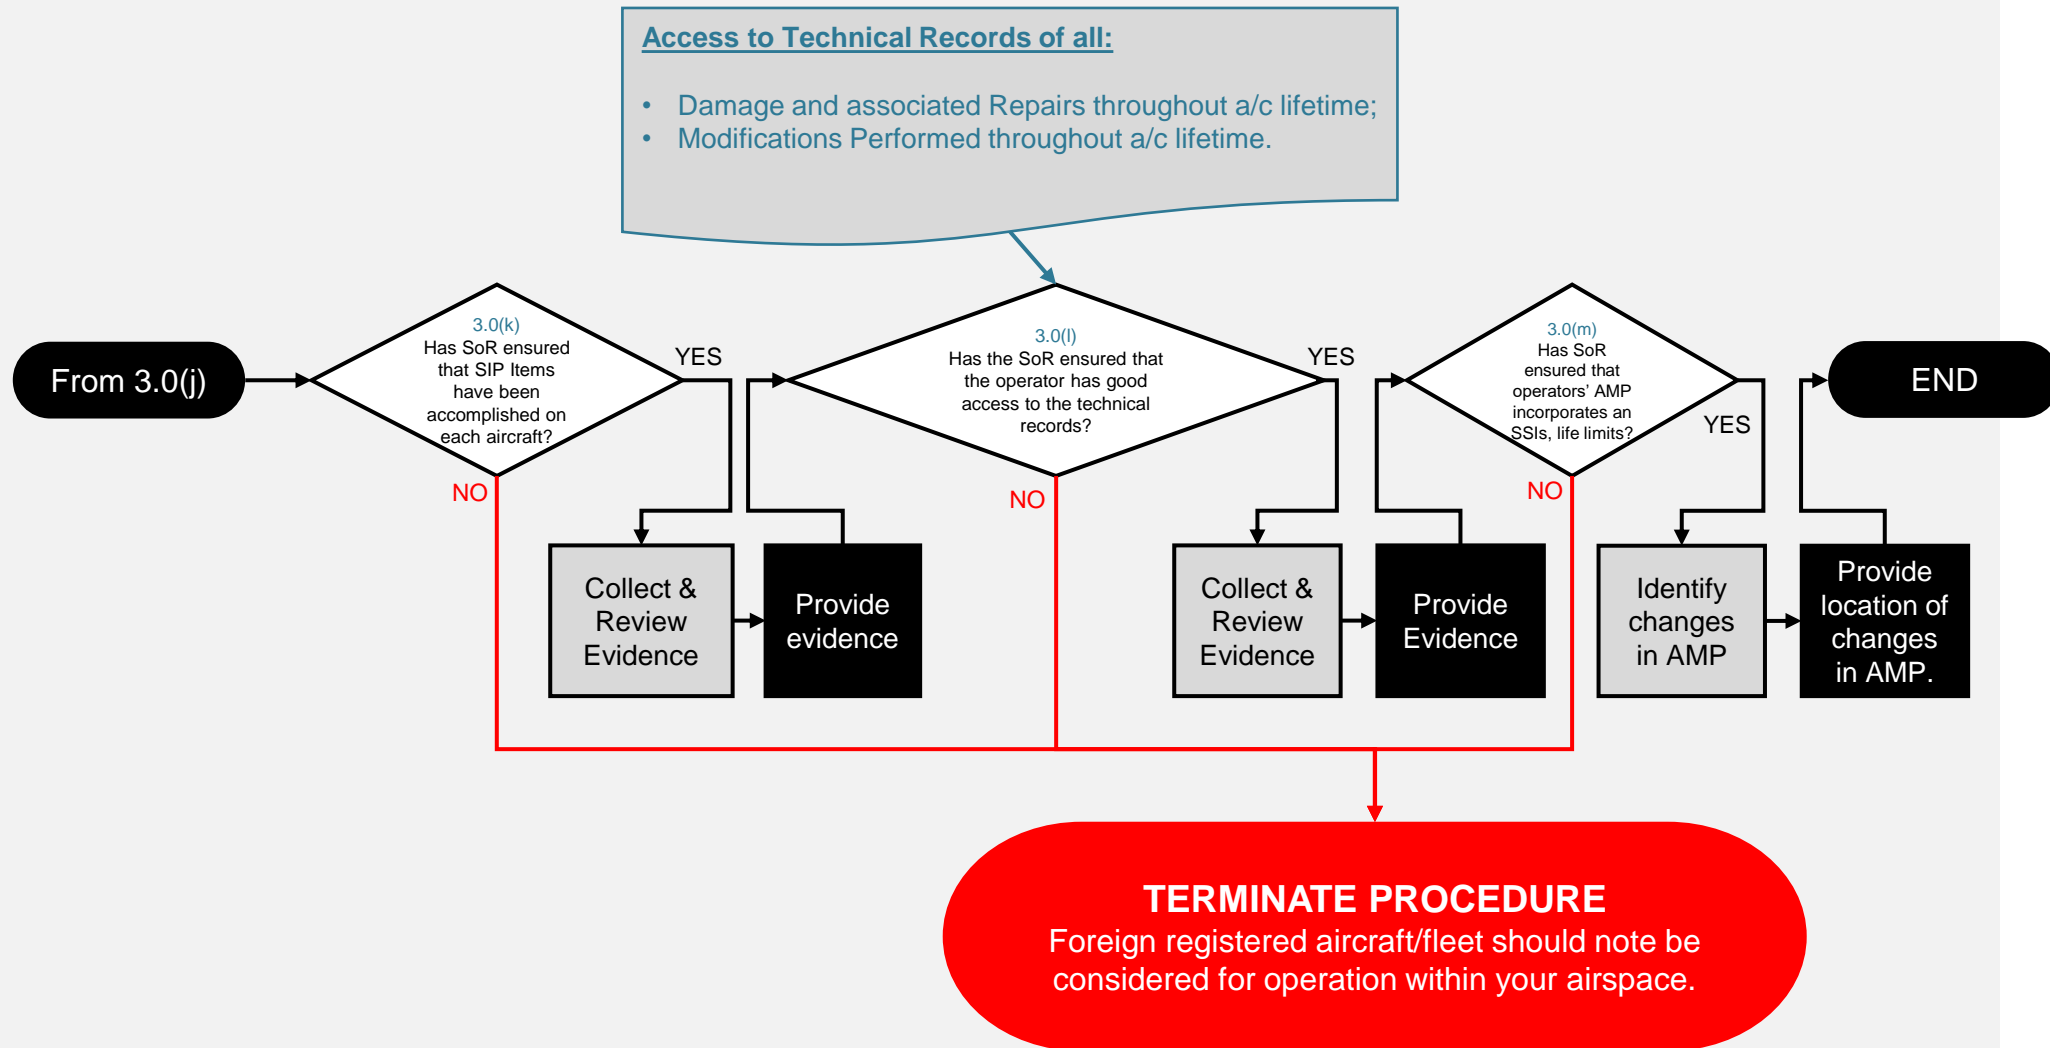 Access to Technical Records of all:
• Damage and associated Repairs throughout a/c lifetime;
• Modifications Performed throughout a/c lifetime.
From 3.0(j)
3.0(k)
Has SoR ensured
that SIP Items
have been
accomplished on
each aircraft?
YES
NO
Collect &
Review
Evidence
Provide
evidence
3.0(l)
Has the SoR ensured that
the operator has good
access to the technical
records?
YES
NO
Collect &
Review
Evidence
Provide
Evidence
3.0(m)
Has SoR
ensured that
operators’ AMP
incorporates an
SSIs, life limits?
YES
NO
Identify
changes
in AMP
Provide
location of
changes
in AMP.
END
TERMINATE PROCEDURE
Foreign registered aircraft/fleet should note be
considered for operation within your airspace.